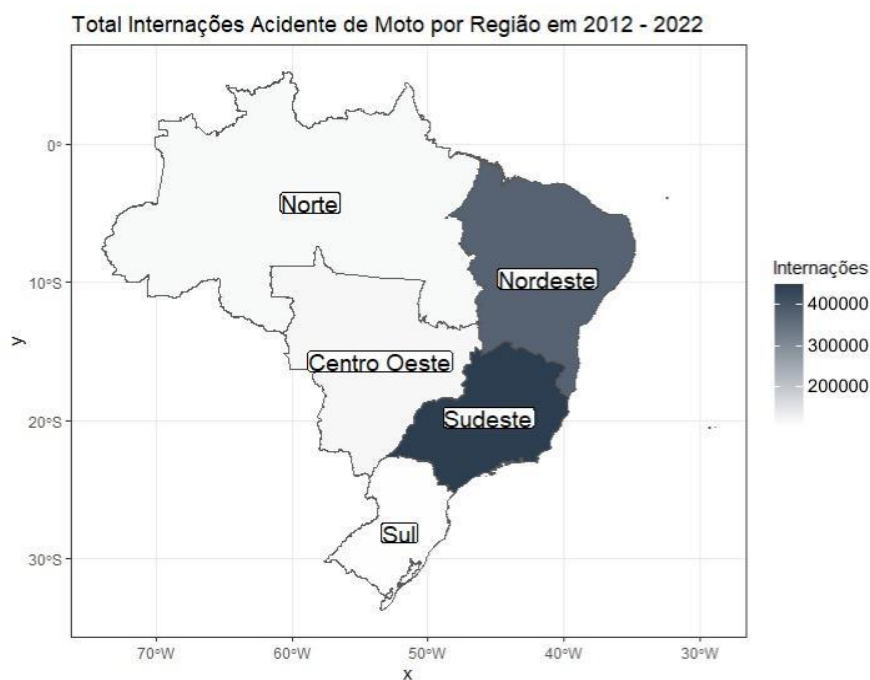 Total Internações Acidente de Moto por Região em 2012 - 2022
0°
Norte
Nordeste
10°S
Internações
400000
y
300000
Centro Oeste
200000
Sudeste
20°S
Sul
30°S
70°W 60°W 50°W 40°W 30°W
x